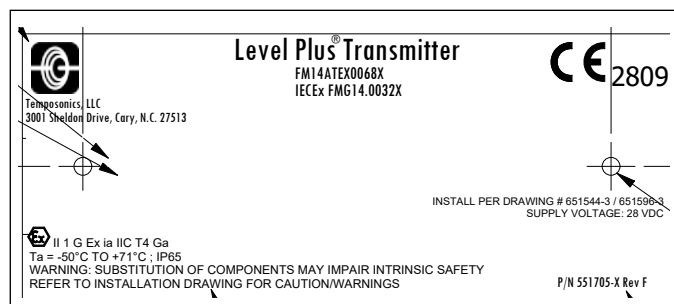 Level Plus® Transmitter
FM14ATEX0068X
IECEx FMG14.0032X
CE 2809
Temposonics, LLC
3001 Sheldon Drive, Cary, N.C. 27513
INSTALL PER DRAWING # 651544-3 / 651596-3
SUPPLY VOLTAGE: 28 VDC
Ex II 1 G Ex ia IIC T4 Ga
Ta = -50°C TO +71°C ; IP65
WARNING: SUBSTITUTION OF COMPONENTS MAY IMPAIR INTRINSIC SAFETY
REFER TO INSTALLATION DRAWING FOR CAUTION/WARNINGS
P/N 551705-X Rev F